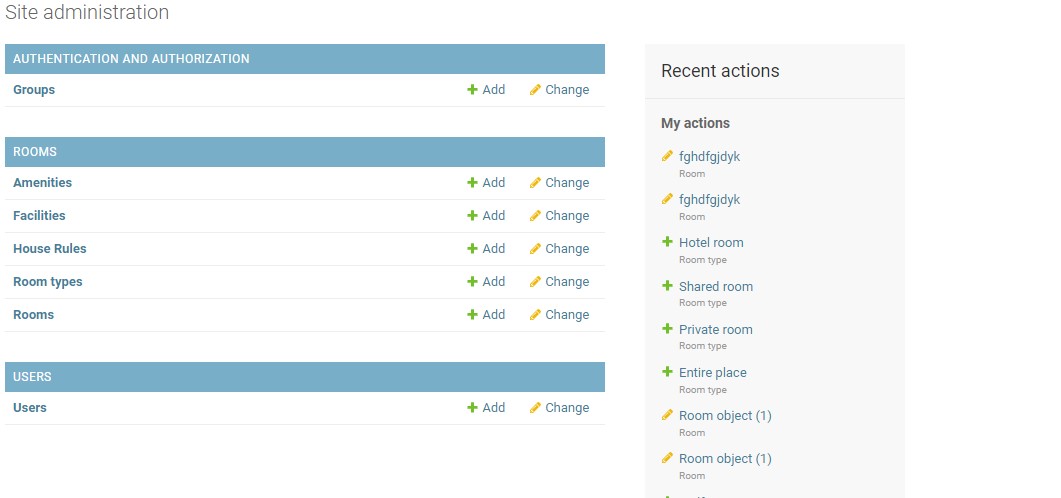 Site administration
AUTHENTICATION AND AUTHORIZATION
Groups Add Change
ROOMS
Amenities Add Change
Facilities Add Change
House Rules Add Change
Room types Add Change
Rooms Add Change
USERS
Users Add Change
Recent actions
My actions
fghdfgjdyk
Room
fghdfgjdyk
Room
Hotel room
Room type
Shared room
Room type
Private room
Room type
Entire place
Room type
Room object (1)
Room
Room object (1)
Room